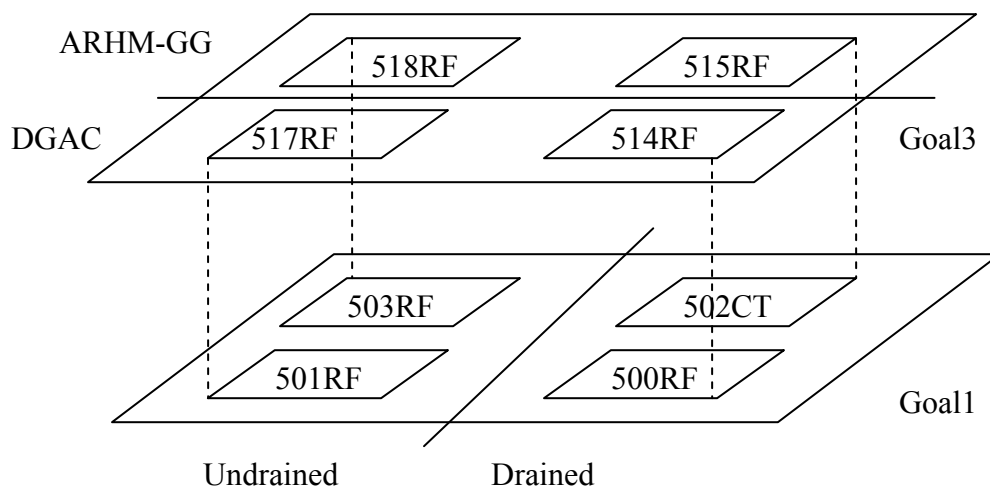 ARHM-GG
518RF
515RF
DGAC
517RF
514RF
Goal3
503RF
502CT
501RF
500RF
Goal1
Undrained
Drained